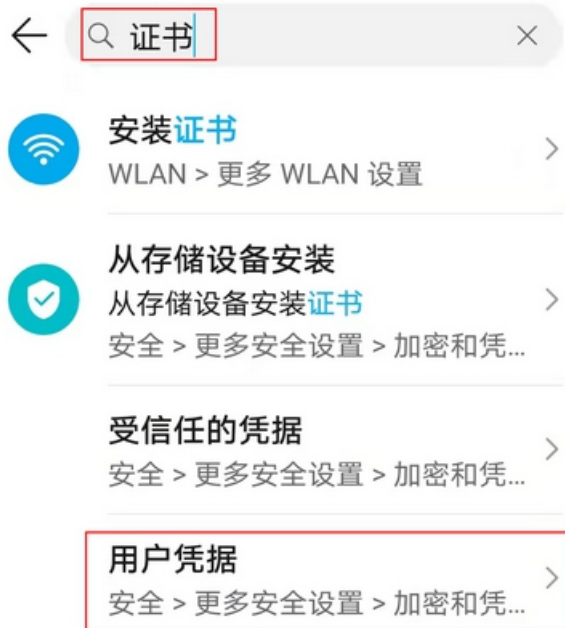 证书
安装证书
WLAN > 更多 WLAN 设置
从存储设备安装
从存储设备安装证书
安全 > 更多安全设置 > 加密和凭...
受信任的凭据
安全 > 更多安全设置 > 加密和凭...
用户凭据
安全 > 更多安全设置 > 加密和凭...